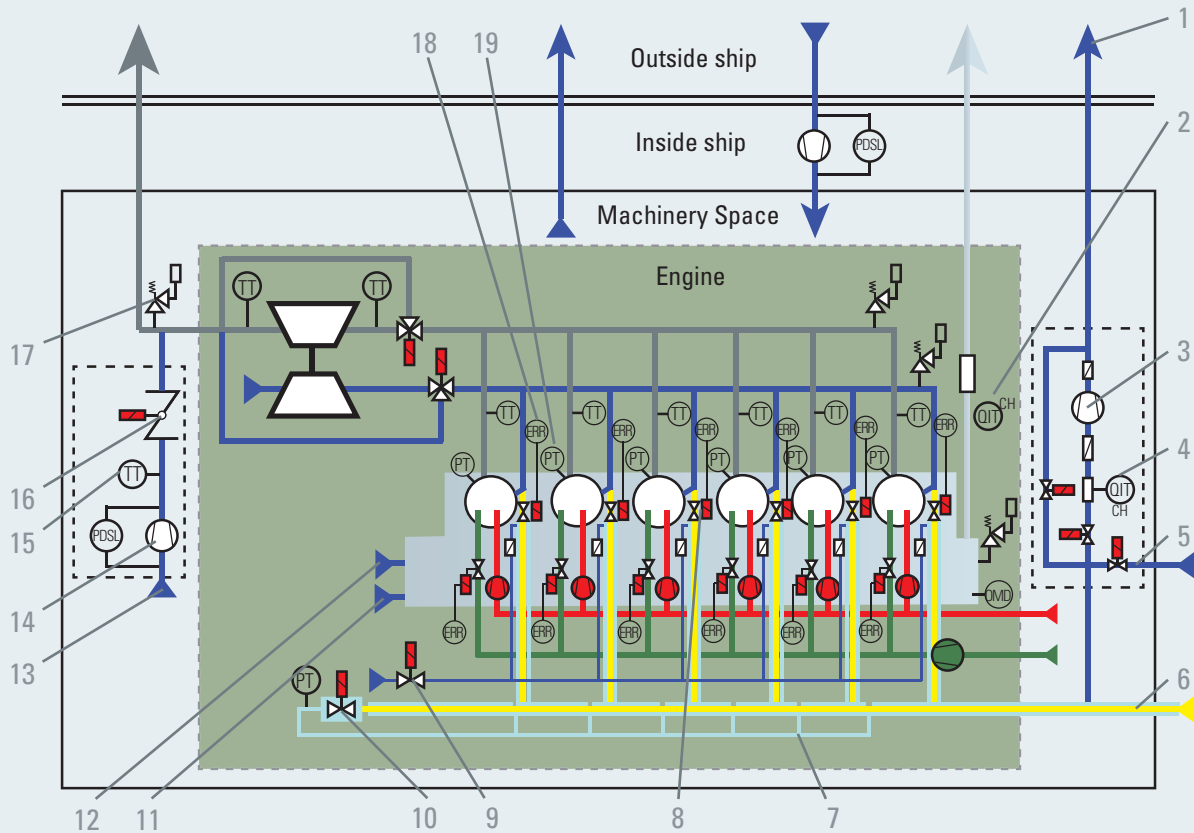 1
18
19
Outside ship
Inside ship
PDSL
2
Machinery Space
Engine
TT
TT
17
3
CH
QIT
TT
TT
TT
TT
TT
TT
ERR
ERR
ERR
ERR
ERR
ERR
PT
PT
PT
PT
PT
PT
4
QIT
CH
16
TT
15
PDSL
5
14
OMD
ERR
ERR
ERR
ERR
ERR
ERR
13
PT
6
12
11
10
9
8
7